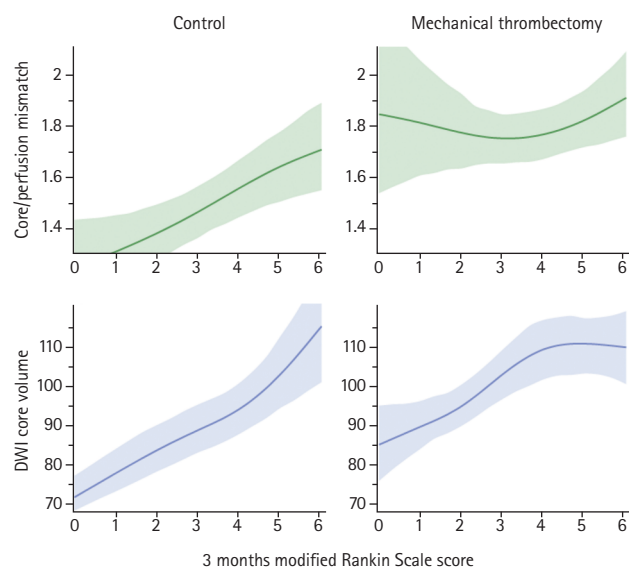 Control
Mechanical thrombectomy
Core/perfusion mismatch
2
1.8
1.6
1.4
0 1 2 3 4 5 6
2
1.8
1.6
1.4
0 1 2 3 4 5 6
DWI core volume
110
100
90
80
70
0 1 2 3 4 5 6
110
100
90
80
70
0 1 2 3 4 5 6
3 months modified Rankin Scale score